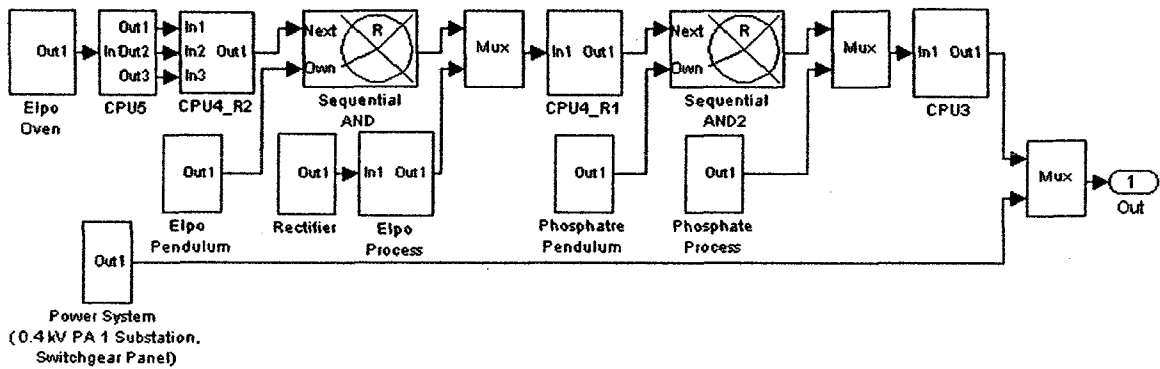 Out1
Elpo
Oven
In1
Out1
Out2
Out3
CPU5
In1
In2
In3
Out1
CPU4_R2
Next
Own
R
Sequential
AND
Mux
In1
Out1
CPU4_R1
Next
Own
R
Sequential
AND2
Mux
In1
Out1
CPU3
Out1
Elpo
Pendulum
Out1
Rectifier
In1
Out1
Elpo
Process
Out1
Phosphatre
Pendulum
Out1
Phosphate
Process
Mux
1
Out
Out1
Power System
(0.4 kV PA 1 Substation,
Switchgear Panel)